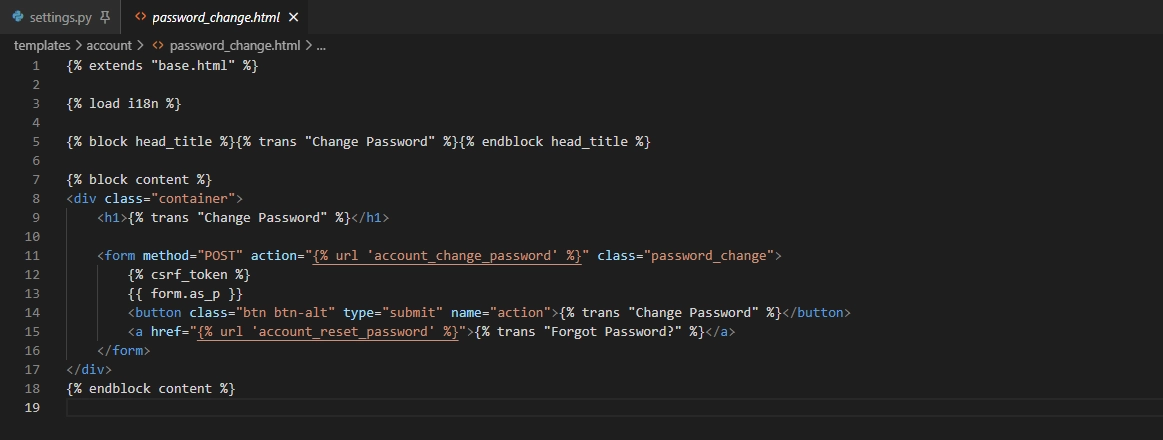 settings.py
password_change.html
templates > account > password_change.html > ...
1 {% extends "base.html" %}
2
3 {% load i18n %}
4
5 {% block head_title %}{% trans "Change Password" %}{% endblock head_title %}
6
7 {% block content %}
8 <div class="container">
9 <h1>{% trans "Change Password" %}</h1>
10
11 <form method="POST" action="{% url 'account_change_password' %}" class="password_change">
12 {% csrf_token %}
13 {{ form.as_p }}
14 <button class="btn btn-alt" type="submit" name="action">{% trans "Change Password" %}</button>
15 <a href="{% url 'account_reset_password' %}">{% trans "Forgot Password?" %}</a>
16 </form>
17 </div>
18 {% endblock content %}
19